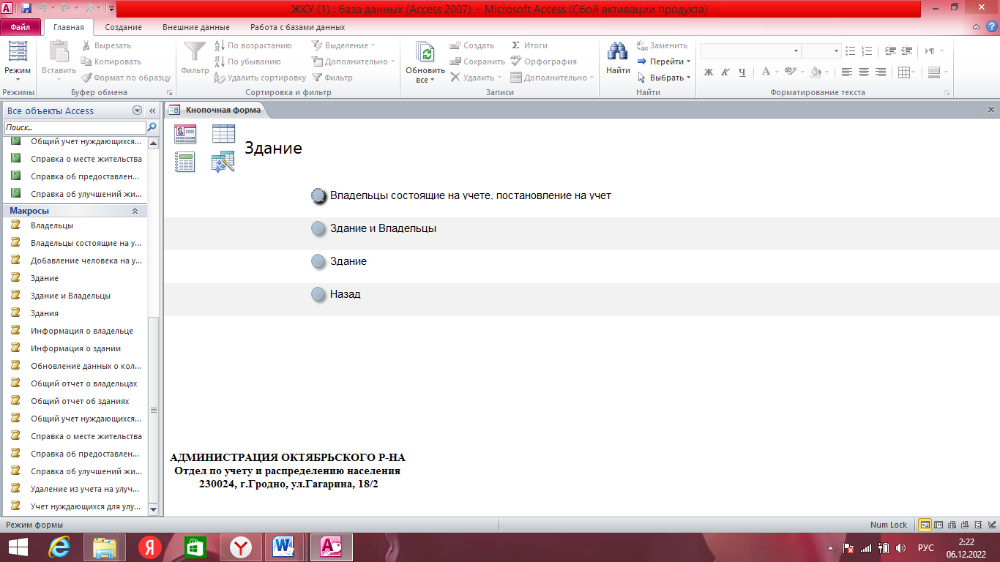 ЖКУ (1) : база данных (Access 2007) - Microsoft Access (Сбой активации продукта)
Файл Главная Создание Внешние данные Работа с базами данных
Режим
Режимы
Вставить
Вырезать
Копировать
Формат по образцу
Буфер обмена
Фильтр
По возрастанию
По убыванию
Удалить сортировку
Выделение
Дополнительно
Фильтр
Сортировка и фильтр
Обновить
все
Создать
Сохранить
Удалить
Итоги
Орфография
Дополнительно
Записи
Найти
Заменить
Перейти
Выбрать
Найти
Ж К Ч
Форматирование текста
Все объекты Access
Поиск...
Общий учет нуждающихся...
Справка о месте жительства
Справка об предоставлен...
Справка об улучшений жи...
Макросы
Владельцы
Владельцы состоящие на у...
Добавление человека на у...
Здание
Здание и Владельцы
Здания
Информация о владельце
Информация о здании
Обновление данных о кол...
Общий отчет о владельцах
Общий отчет об зданиях
Общий учет нуждающихся...
Справка о месте жительства
Справка об предоставлен...
Справка об улучшений жи...
Удаление из учета на улуч...
Учет нуждающихся для улу...
Кнопочная форма
Здание
Владельцы состоящие на учете, постановление на учет
Здание и Владельцы
Здание
Назад
АДМИНИСТРАЦИЯ ОКТЯБРЬСКОГО Р-НА
Отдел по учету и распределению населения
230024, г.Гродно, ул.Гагарина, 18/2
Режим формы
Num Lock
РУС
2:22
06.12.2022